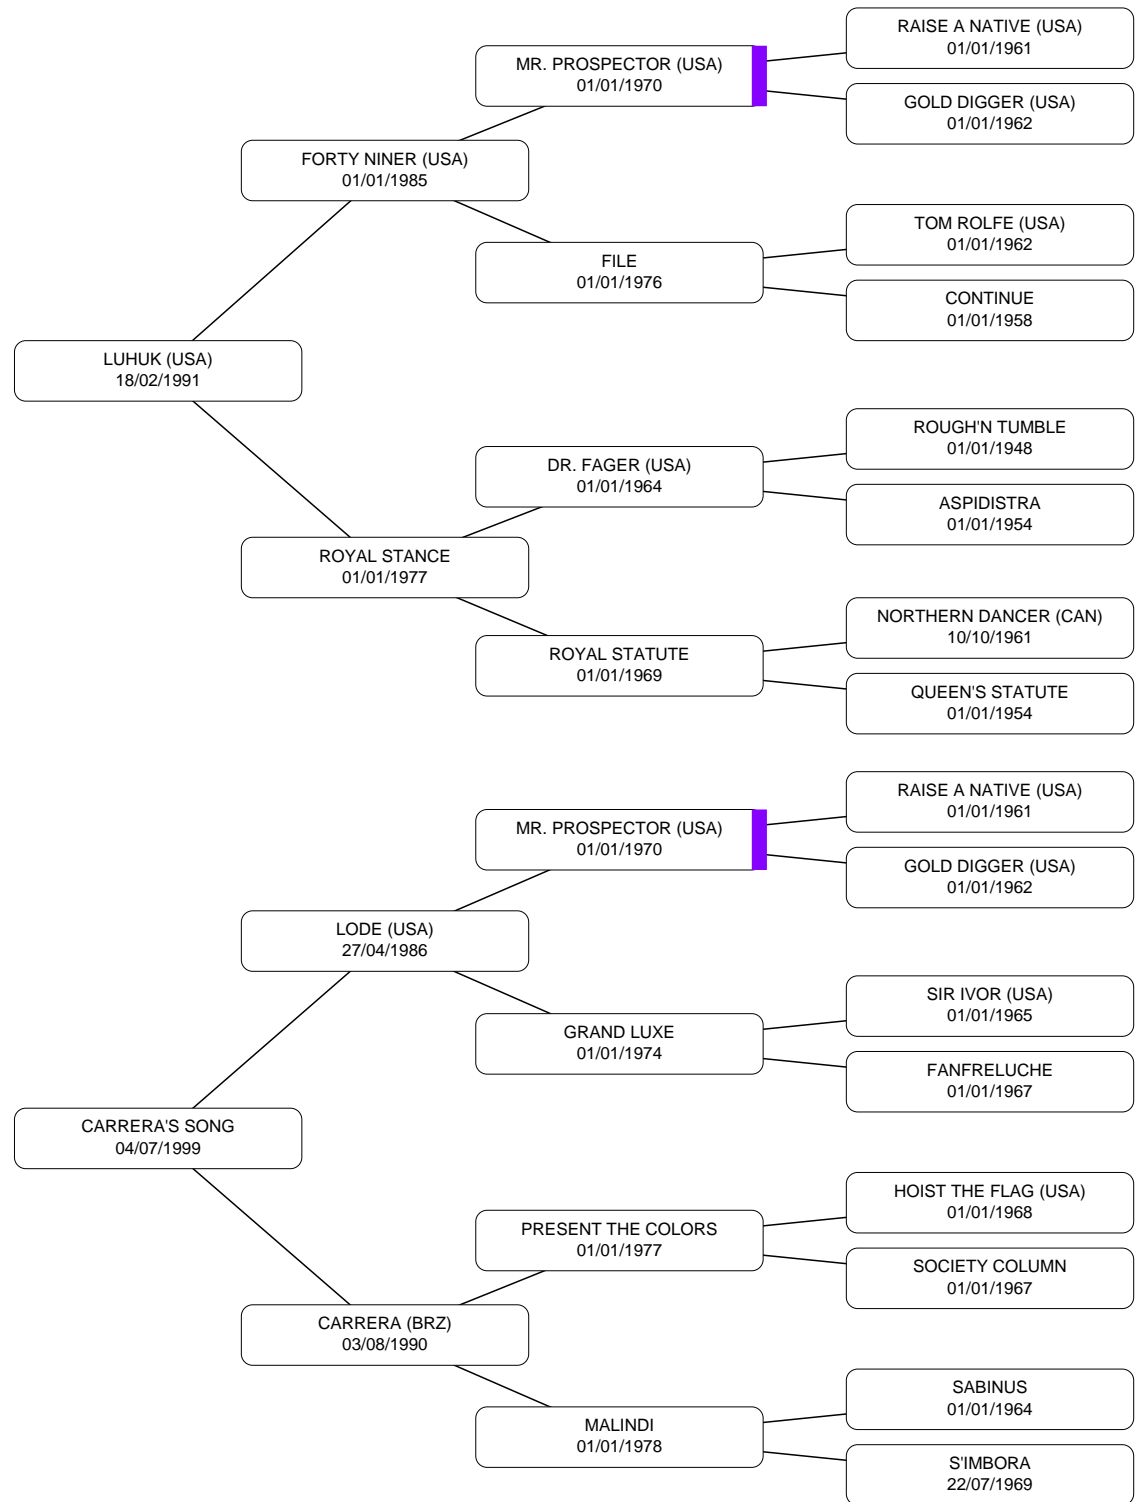 RAISE A NATIVE (USA)
01/01/1961
MR. PROSPECTOR (USA)
01/01/1970
GOLD DIGGER (USA)
01/01/1962
FORTY NINER (USA)
01/01/1985
TOM ROLFE (USA)
01/01/1962
FILE
01/01/1976
CONTINUE
01/01/1958
LUHUK (USA)
18/02/1991
ROUGH'N TUMBLE
01/01/1948
DR. FAGER (USA)
01/01/1964
ASPIDISTRA
01/01/1954
ROYAL STANCE
01/01/1977
NORTHERN DANCER (CAN)
10/10/1961
ROYAL STATUTE
01/01/1969
QUEEN'S STATUTE
01/01/1954
RAISE A NATIVE (USA)
01/01/1961
MR. PROSPECTOR (USA)
01/01/1970
GOLD DIGGER (USA)
01/01/1962
LODE (USA)
27/04/1986
SIR IVOR (USA)
01/01/1965
GRAND LUXE
01/01/1974
FANFRELUCHE
01/01/1967
CARRERA'S SONG
04/07/1999
HOIST THE FLAG (USA)
01/01/1968
PRESENT THE COLORS
01/01/1977
SOCIETY COLUMN
01/01/1967
CARRERA (BRZ)
03/08/1990
SABINUS
01/01/1964
MALINDI
01/01/1978
S'IMBORA
22/07/1969